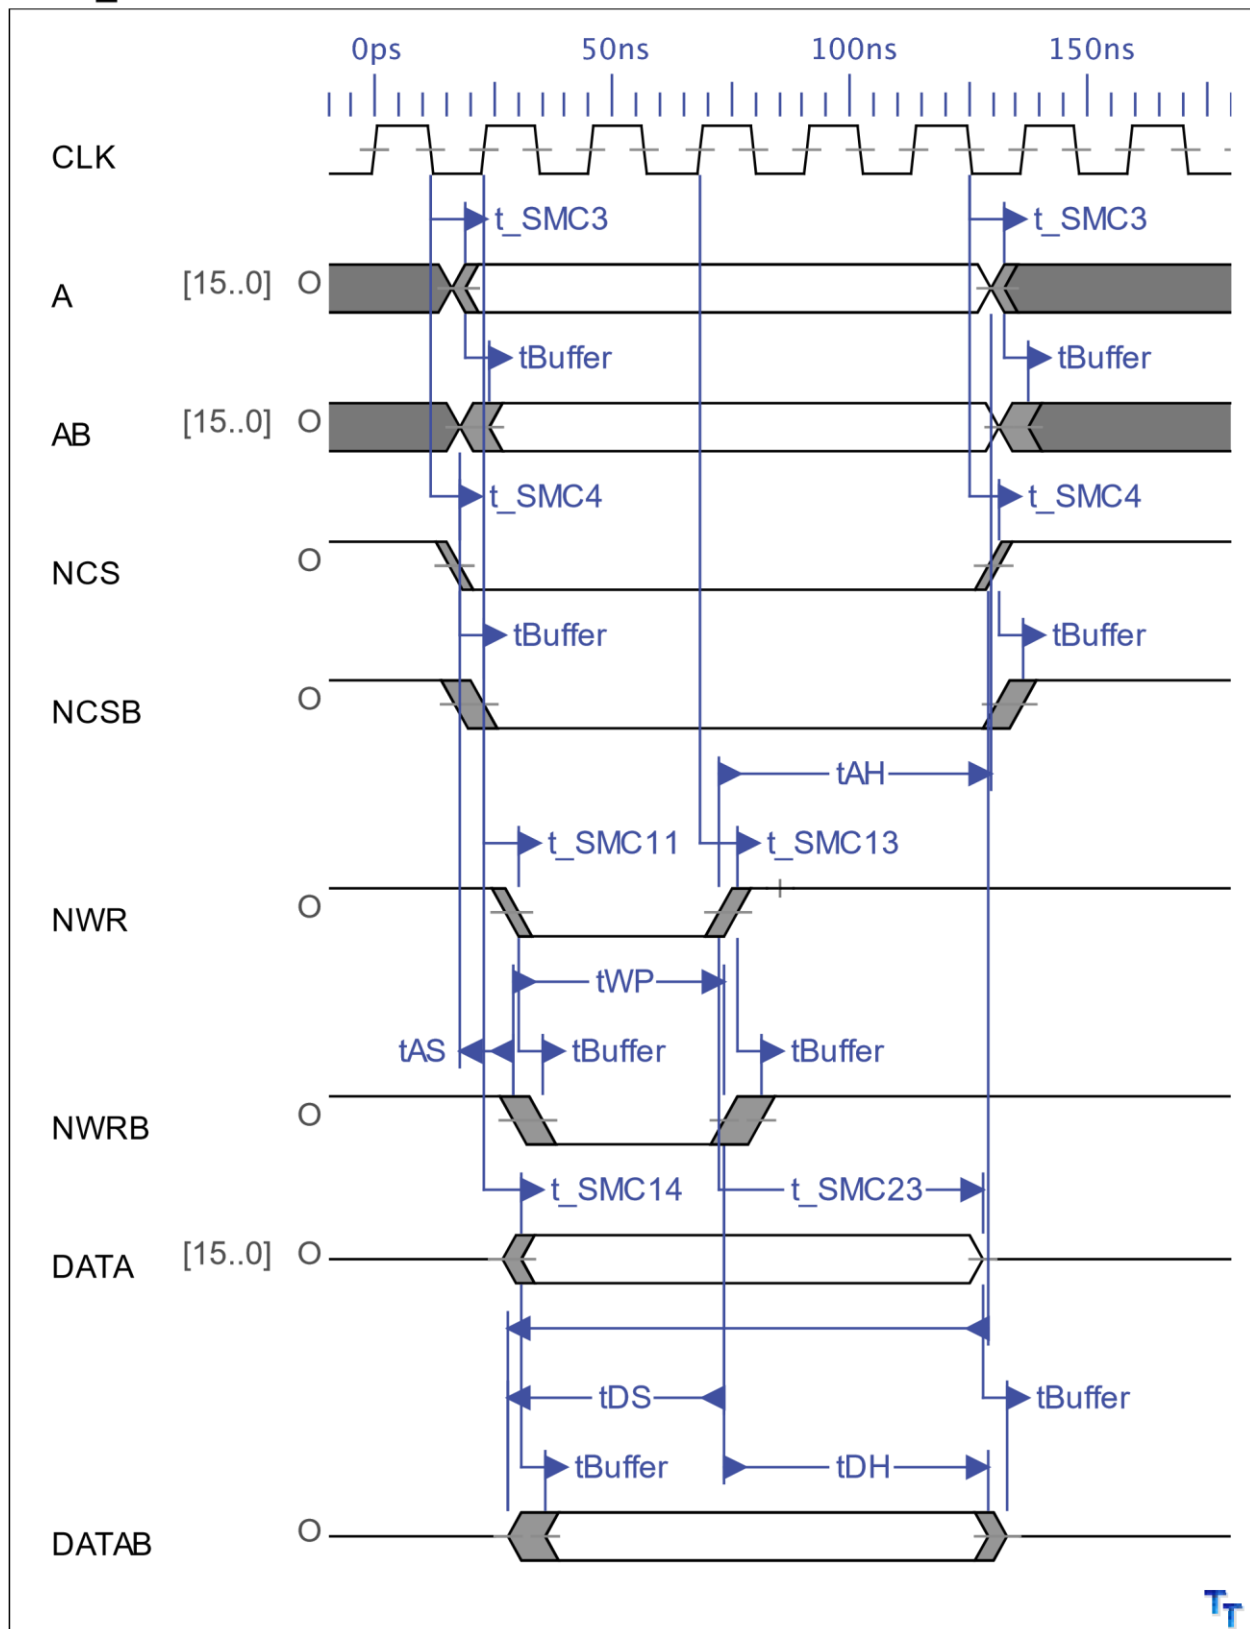 0ps 50ns 100ns 150ns
CLK
t_SMC3 t_SMC3
A [15..0] O
tBuffer tBuffer
AB [15..0] O
t_SMC4 t_SMC4
NCS O
tBuffer tBuffer
NCSB O
tAH
t_SMC11 t_SMC13
NWR O
tWP
tAS tBuffer tBuffer
NWRB O
t_SMC14 t_SMC23
DATA [15..0] O
tDS tBuffer
tBuffer tDH
DATAB O
TT